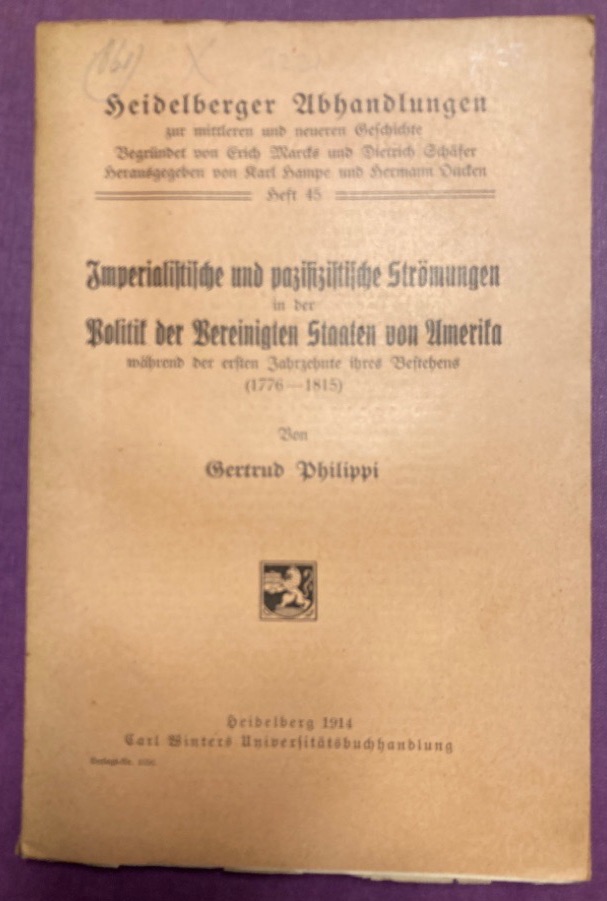 Heidelberger Abhandlungen
zur mittleren und neueren Geschichte
Begründet von Erich Marcks und Dietrich Schäfer
Herausgegeben von Karl Hampe und Hermann Oncken
Heft 45
Imperialistische und pazifizistische Strömungen
in der
Politik der Vereinigten Staaten von Amerika
während der ersten Jahrzehnte ihres Bestehens
(1776—1815)
Von
Gertrud Philippi
Heidelberg 1914
Carl Winters Universitätsbuchhandlung
Verlags-Nr.